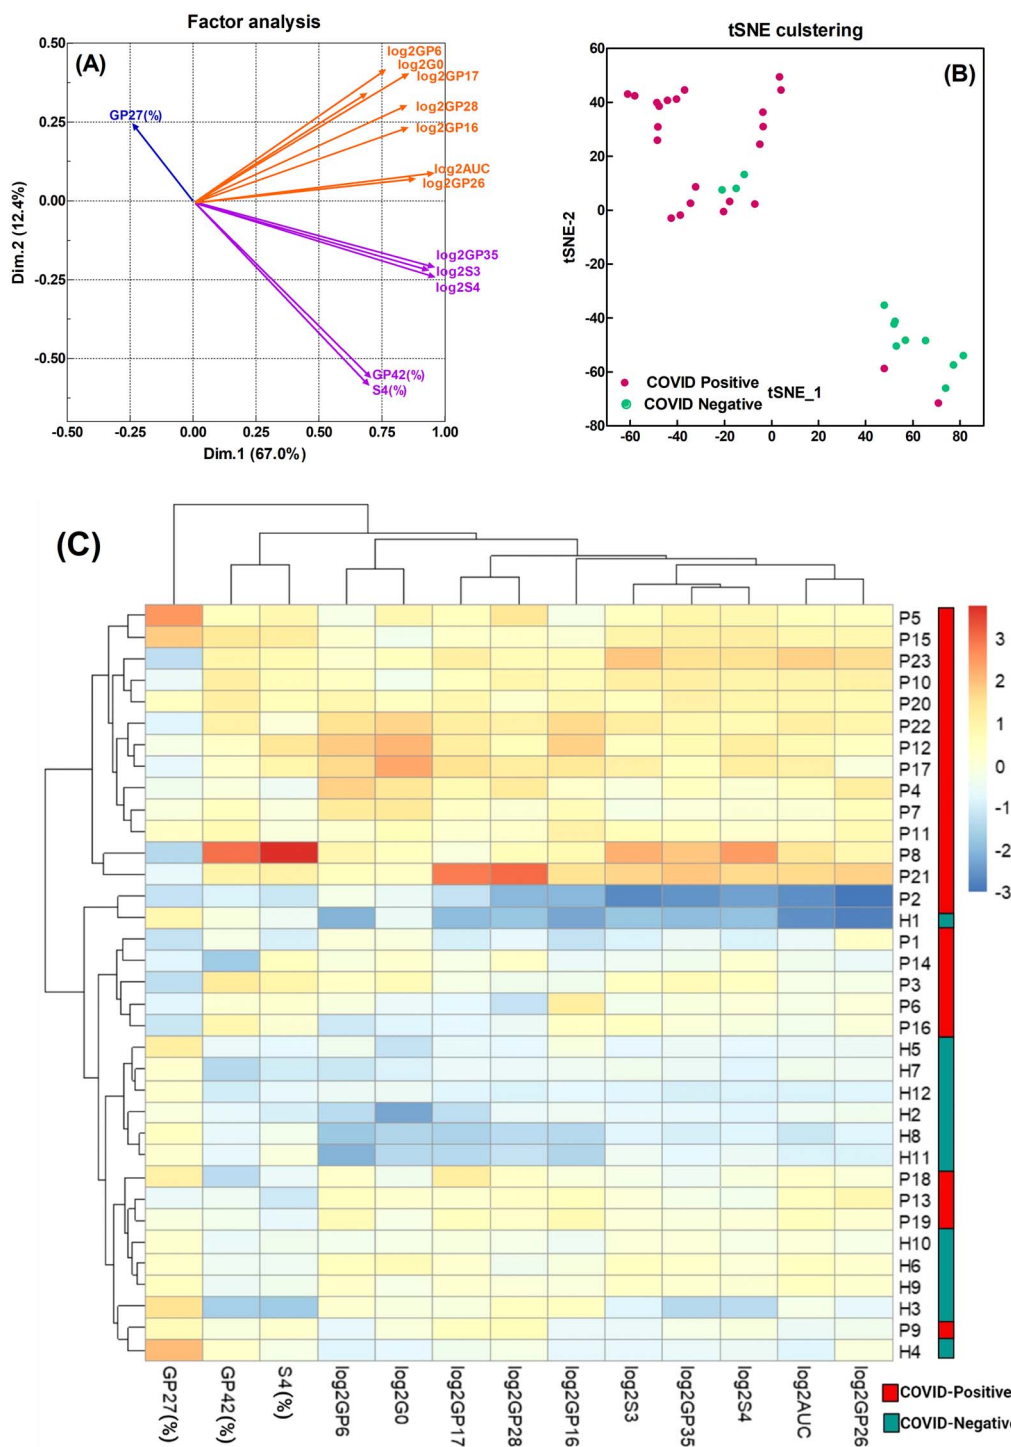 Factor analysis
(A)
0.50
0.25
0.00
-0.25
-0.50
-0.50
0.00
0.25
0.50
0.75
1.00
Dim.1 (67.0%)
Dim.2 (12.4%)
GP27(%)
log2GP6
log2G0
log2GP17
log2GP28
log2GP16
log2AUC
log2GP26
log2GP35
log2S3
log2S4
GP42(%)
S4(%)
tSNE culstering
(B)
60
40
20
0
-20
-40
-60
-80
-60
-40
-20
0
20
40
60
80
tSNE-2
COVID Positive
tSNE_1
COVID Negative
(C)
P5
P15
P23
P10
P20
P22
P12
P17
P4
P7
P11
P8
P21
P2
H1
P1
P14
P3
P6
P16
H5
H7
H12
H2
H8
H11
P18
P13
P19
H10
H6
H9
H3
P9
H4
3
2
1
0
-1
-2
-3
GP27(%)
GP42(%)
S4(%)
log2GP6
log2G0
log2GP17
log2GP28
log2GP16
log2S3
log2GP35
log2S4
log2AUC
log2GP26
COVID-Positive
COVID-Negative